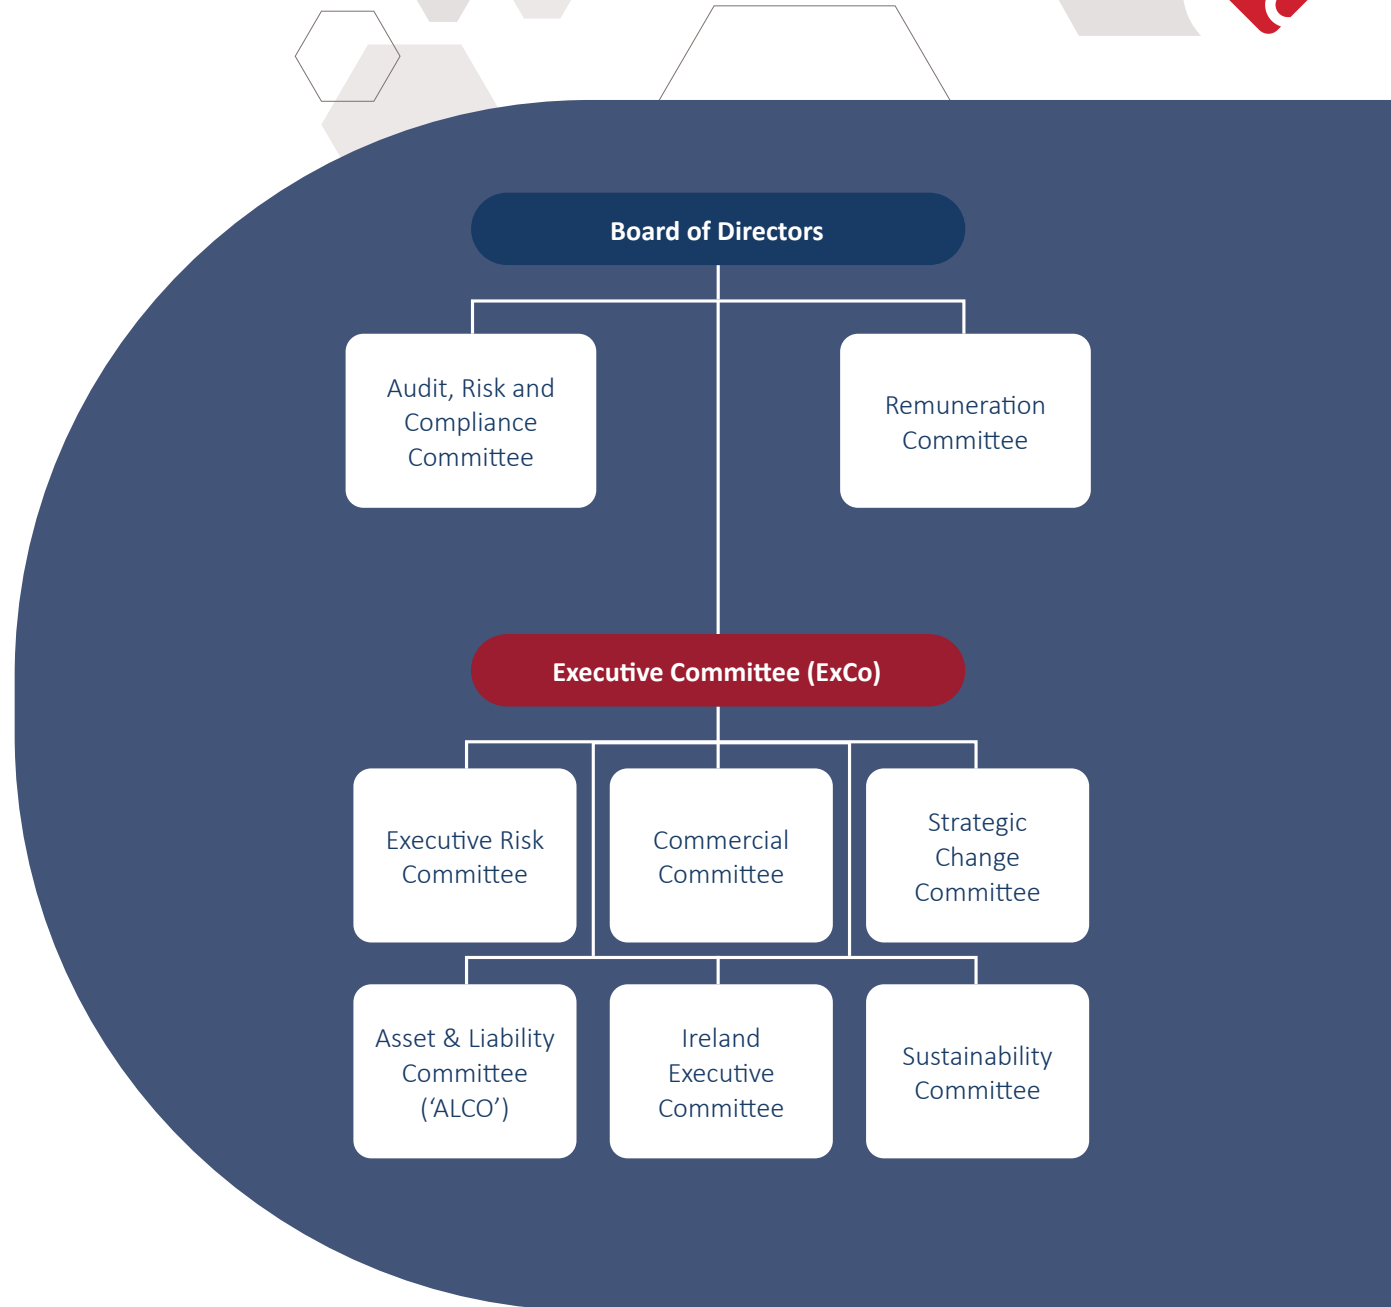 Board of Directors
Audit, Risk and
Compliance
Committee
Remuneration
Committee
Executive Committee (ExCo)
Executive Risk
Committee
Commercial
Committee
Strategic
Change
Committee
Asset & Liability
Committee
(‘ALCO’)
Ireland
Executive
Committee
Sustainability
Committee